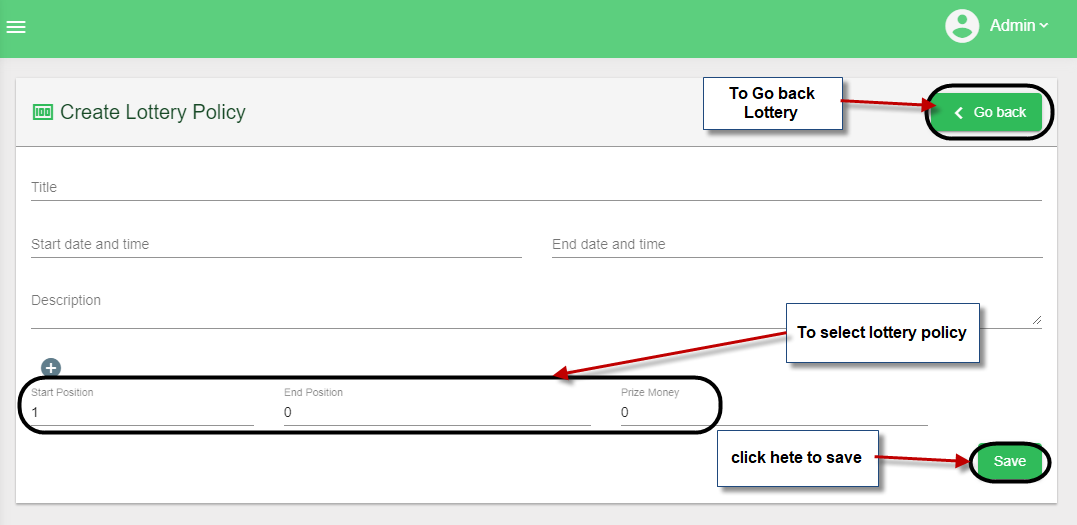 Admin
100 Create Lottery Policy
To Go back
Lottery
Go back
Title
Start date and time
End date and time
Description
To select lottery policy
Start Position
End Position
Prize Money
1
0
0
click hete to save
Save